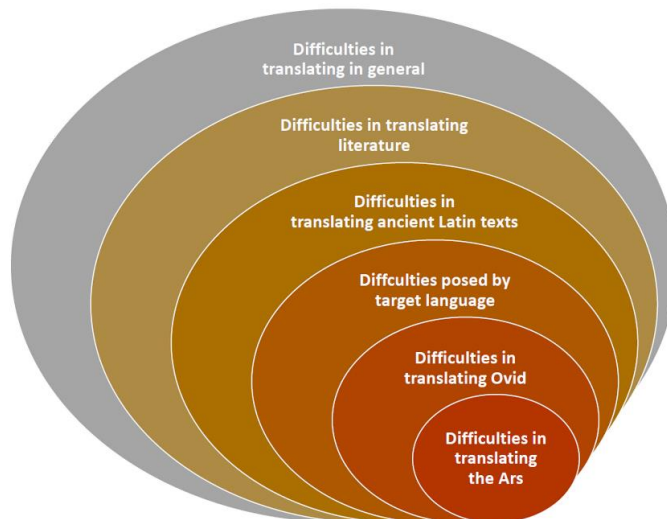 Difficulties in
translating in general
Difficulties in translating
literature
Difficulties in
translating ancient Latin texts
Diffculties posed by
target language
Difficulties in
translating Ovid
Difficulties in
translating
the Ars